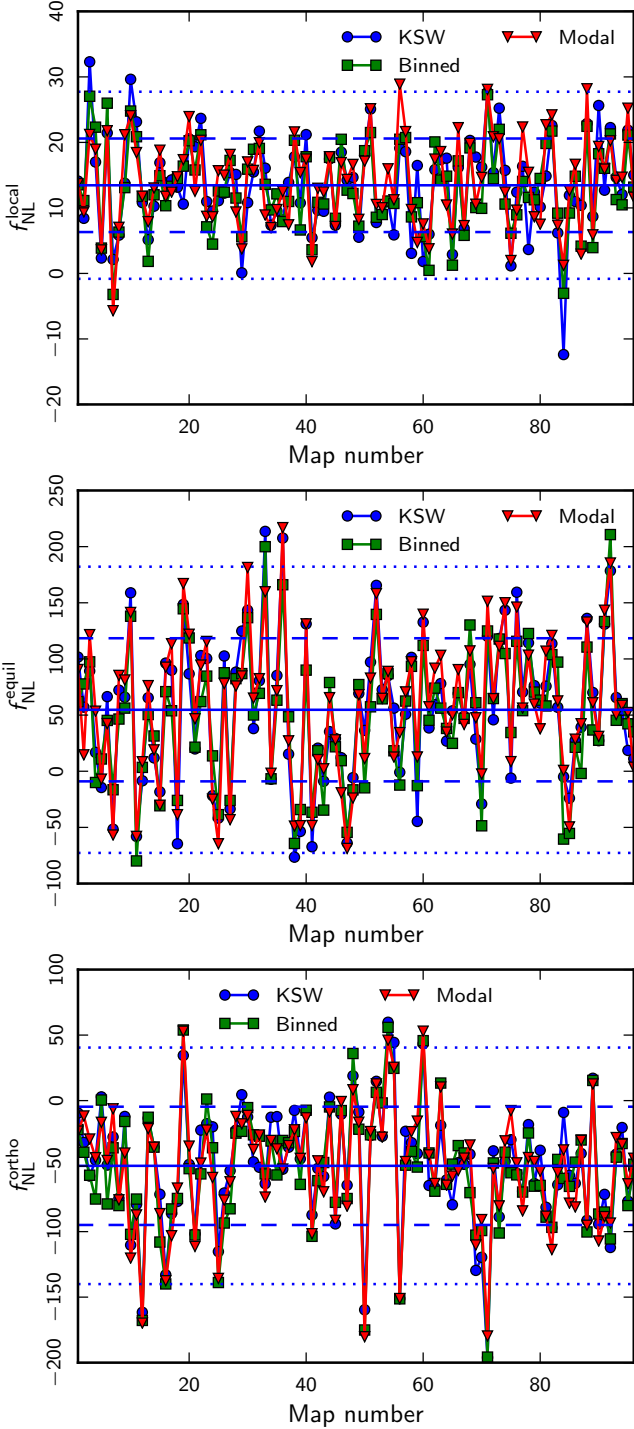 40
30
20
10
0
−10
−20
f_NL^local
KSW
Binned
Modal
20 40 60 80
Map number
250
200
150
100
50
0
−50
−100
f_NL^equil
KSW
Binned
Modal
20 40 60 80
Map number
100
50
0
−50
−100
−150
−200
f_NL^ortho
KSW
Binned
Modal
20 40 60 80
Map number